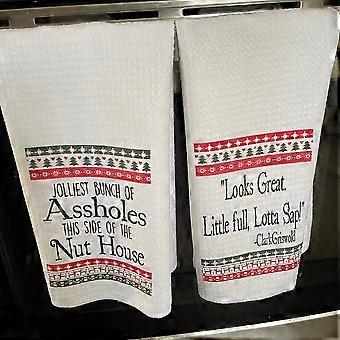 JOLLIEST BUNCH OF
Assholes
THIS SIDE OF THE
Nut House
"Looks Great.
Little full, Lotta Sap!"
-Clark Griswold